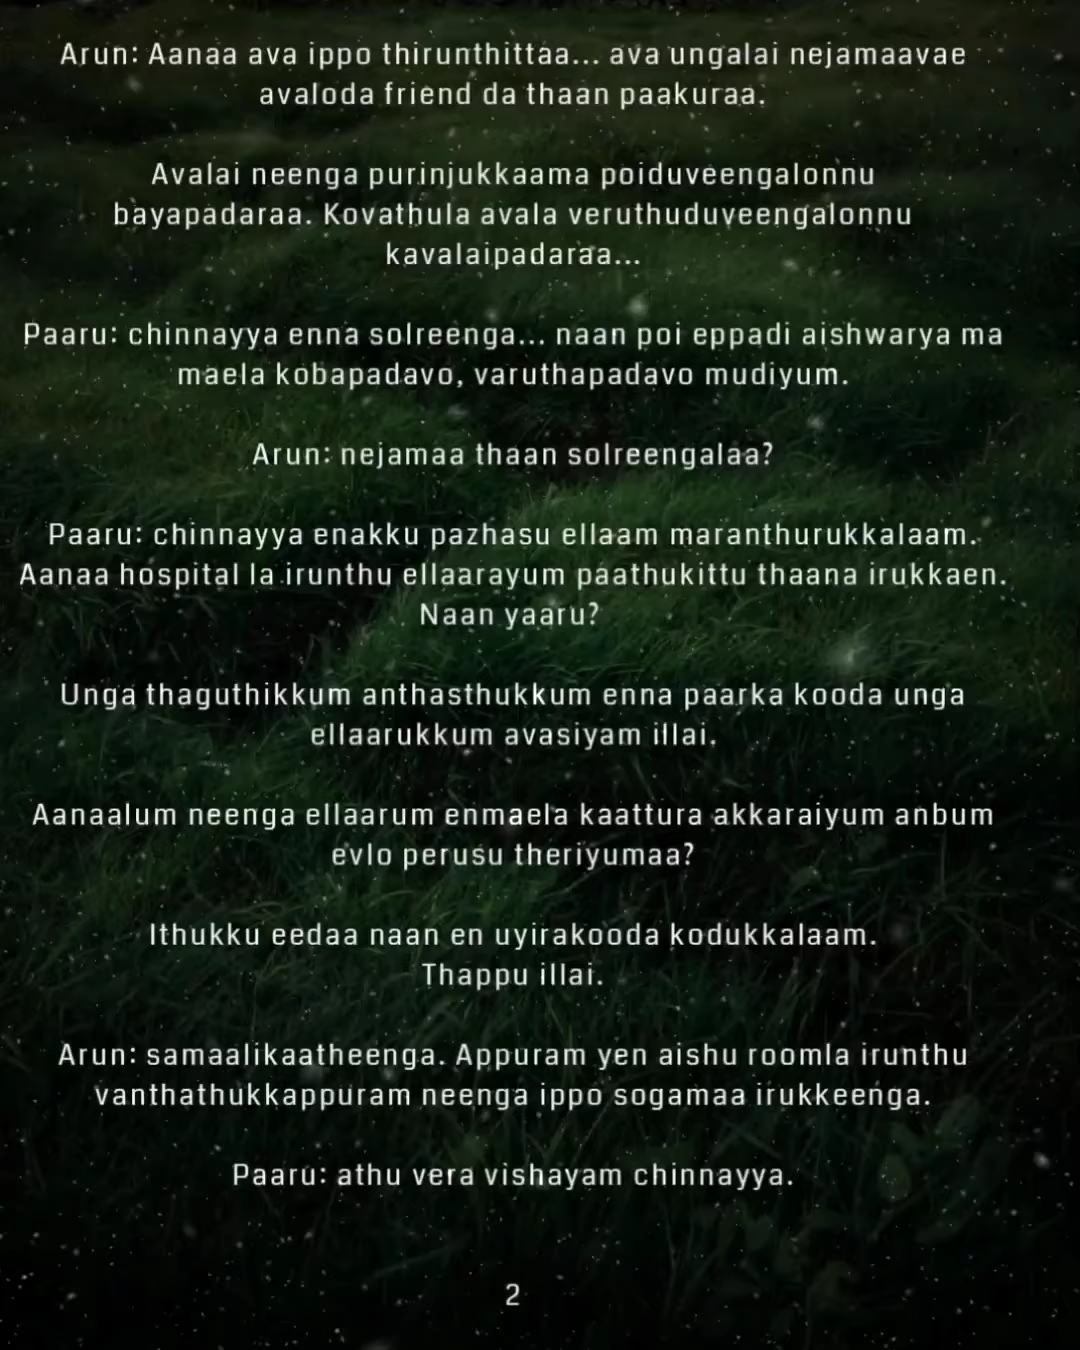 Arun: Aanaa ava ippo thirunthittaa... ava ungalai nejamaavae
avaloda friend da thaan paakuraa.
Avalai neenga purinjukkaama poiduveengalonnu
bayapadaraa. Kovathula avala veruthuduveengalonnu
kavalaipadaraa...
Paaru: chinnayya enna solreenga... naan poi eppadi aishwarya ma
maela kobapadavo, varuthapadavo mudiyum.
Arun: nejamaa thaan solreengalaa?
Paaru: chinnayya enakku pazhasu ellaam maranthurukkalaam.
Aanaa hospital la irunthu ellaarayum paathukittu thaana irukkaen.
Naan yaaru?
Unga thaguthikkum anthasthukkum enna paarka kooda unga
ellaarukkum avasiyam illai.
Aanaalum neenga ellaarum enmaela kaattura akkaraiyum anbum
evlo perusu theriyumaa?
Ithukku eedaa naan en uyirakooda kodukkalaam.
Thappu illai.
Arun: samaalikaatheenga. Appuram yen aishu roomla irunthu
vanthathukkappuram neenga ippo sogamaa irukkeenga.
Paaru: athu vera vishayam chinnayya.
2